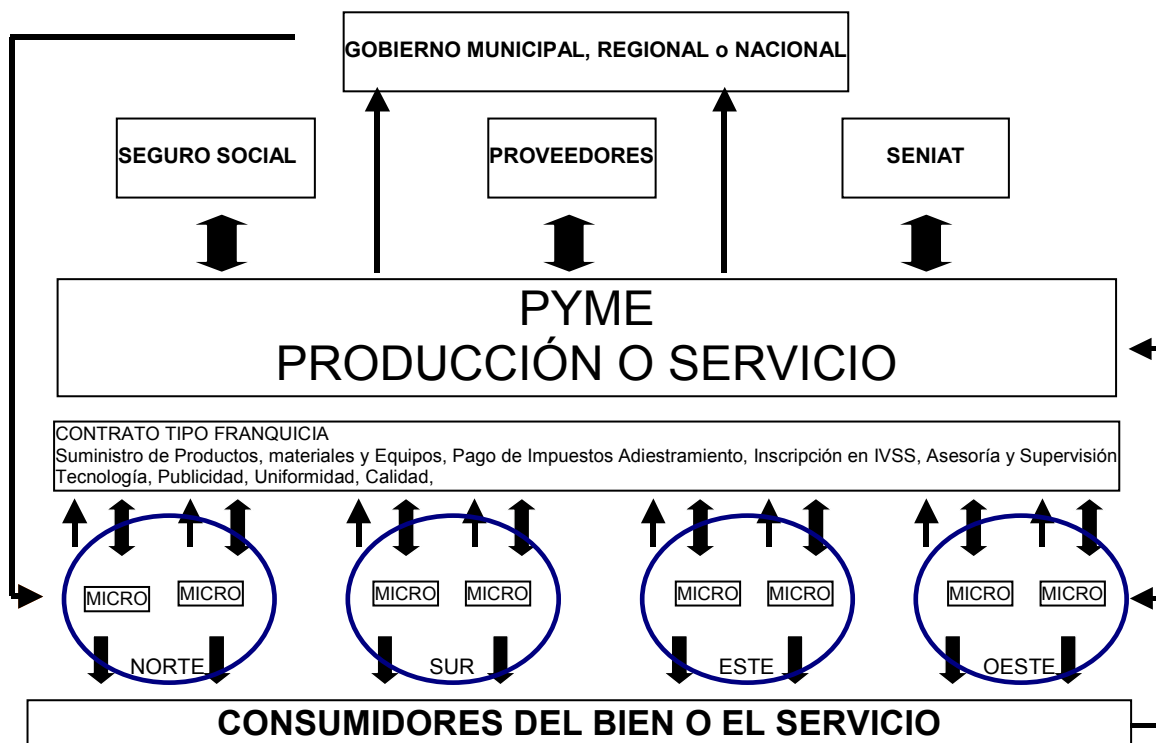 GOBIERNO MUNICIPAL, REGIONAL o NACIONAL
SEGURO SOCIAL
PROVEEDORES
SENIAT
PYME
PRODUCCIÓN O SERVICIO
CONTRATO TIPO FRANQUICIA
Suministro de Productos, materiales y Equipos, Pago de Impuestos Adiestramiento, Inscripción en IVSS, Asesoría y Supervisión
Tecnología, Publicidad, Uniformidad, Calidad,
MICRO
MICRO
NORTE
MICRO
MICRO
SUR
MICRO
MICRO
ESTE
MICRO
MICRO
OESTE
CONSUMIDORES DEL BIEN O EL SERVICIO